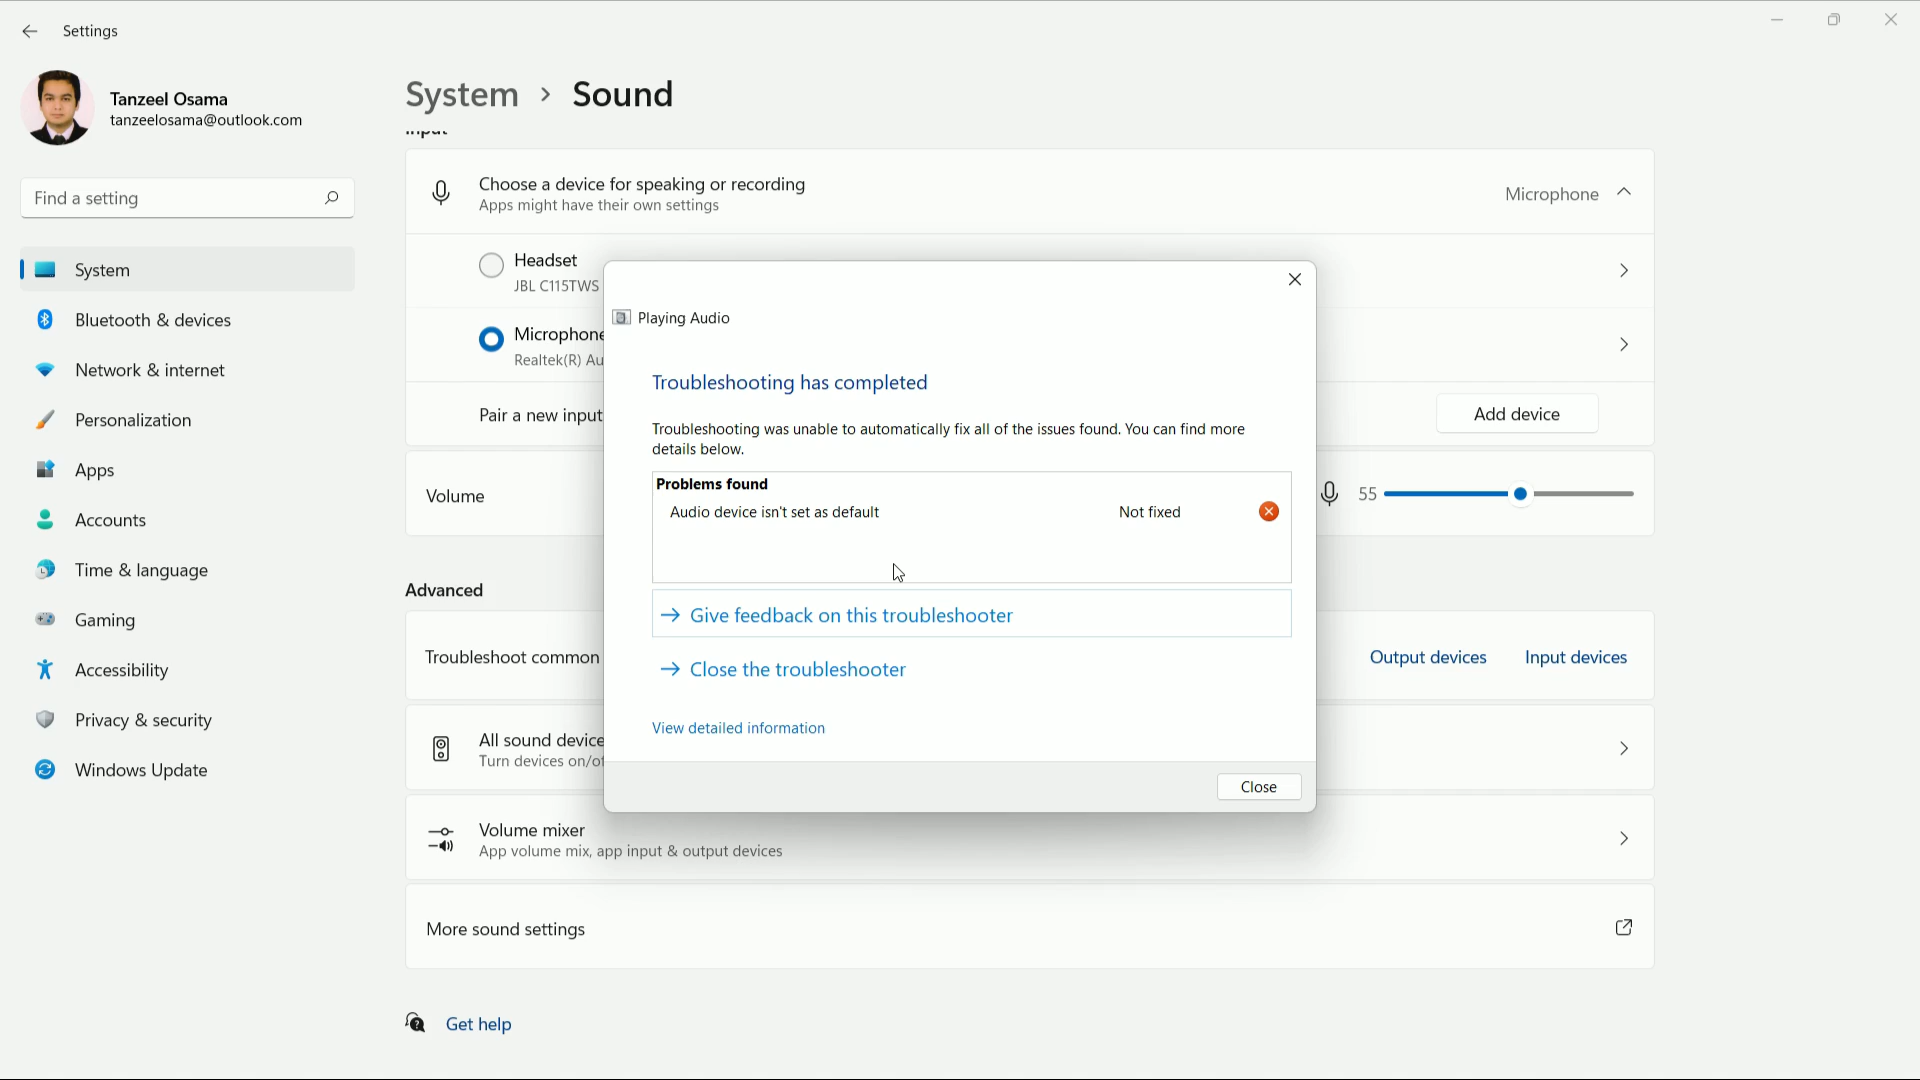 Settings
Tanzeel Osama
tanzeelosama@outlook.com
Find a setting
System
Bluetooth & devices
Network & internet
Personalization
Apps
Accounts
Time & language
Gaming
Accessibility
Privacy & security
Windows Update
System › Sound
Input
Choose a device for speaking or recording
Apps might have their own settings
Microphone
Headset
JBL C115TWS
Microphone
Realtek(R) Au
Pair a new input
Add device
Volume
55
Advanced
Troubleshoot common
Output devices Input devices
All sound device
Turn devices on/of
Volume mixer
App volume mix, app input & output devices
More sound settings
Get help
Playing Audio
Troubleshooting has completed
Troubleshooting was unable to automatically fix all of the issues found. You can find more
details below.
Problems found
Audio device isn't set as default Not fixed
Give feedback on this troubleshooter
Close the troubleshooter
View detailed information
Close